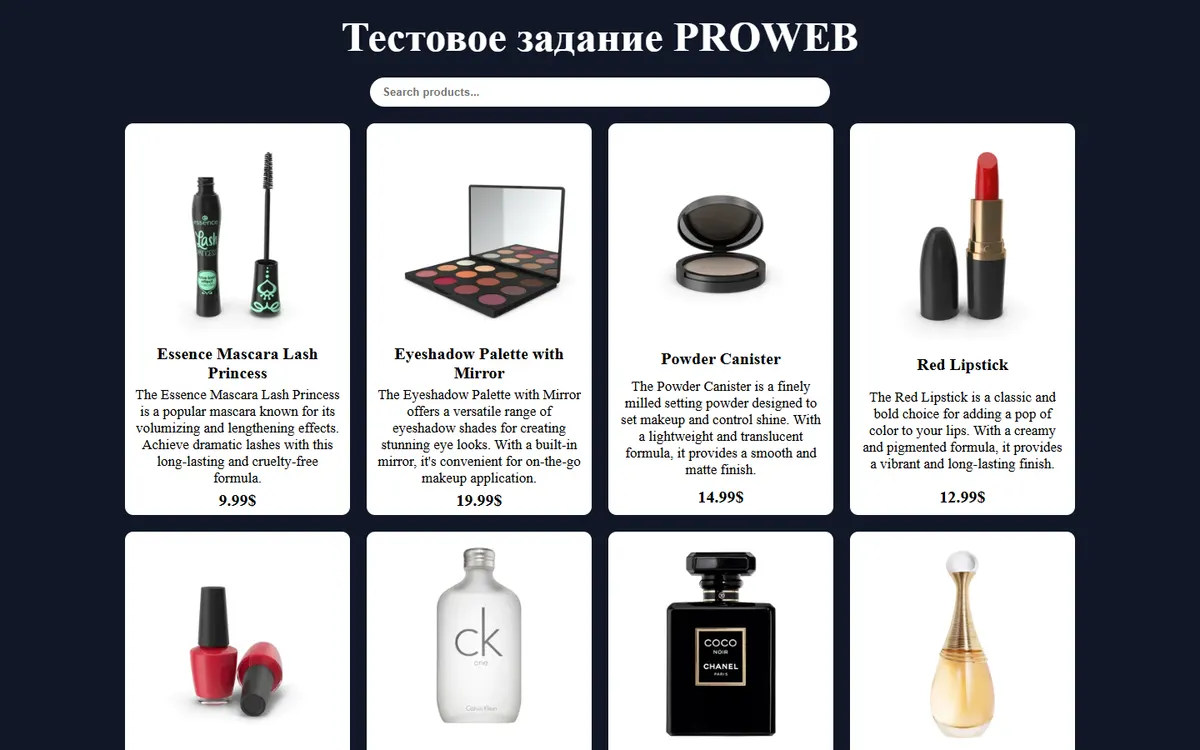 Тестовое задание PROWEB
Search products...
essence
Lash
PRINCESS
Essence Mascara Lash
Princess
The Essence Mascara Lash Princess
is a popular mascara known for its
volumizing and lengthening effects.
Achieve dramatic lashes with this
long-lasting and cruelty-free
formula.
9.99$
Eyeshadow Palette with
Mirror
The Eyeshadow Palette with Mirror
offers a versatile range of
eyeshadow shades for creating
stunning eye looks. With a built-in
mirror, it's convenient for on-the-go
makeup application.
19.99$
Powder Canister
The Powder Canister is a finely
milled setting powder designed to
set makeup and control shine. With
a lightweight and translucent
formula, it provides a smooth and
matte finish.
14.99$
Red Lipstick
The Red Lipstick is a classic and
bold choice for adding a pop of
color to your lips. With a creamy
and pigmented formula, it provides
a vibrant and long-lasting finish.
12.99$
ck
one
Calvin Klein
COCO
NOIR
CHANEL
PARIS